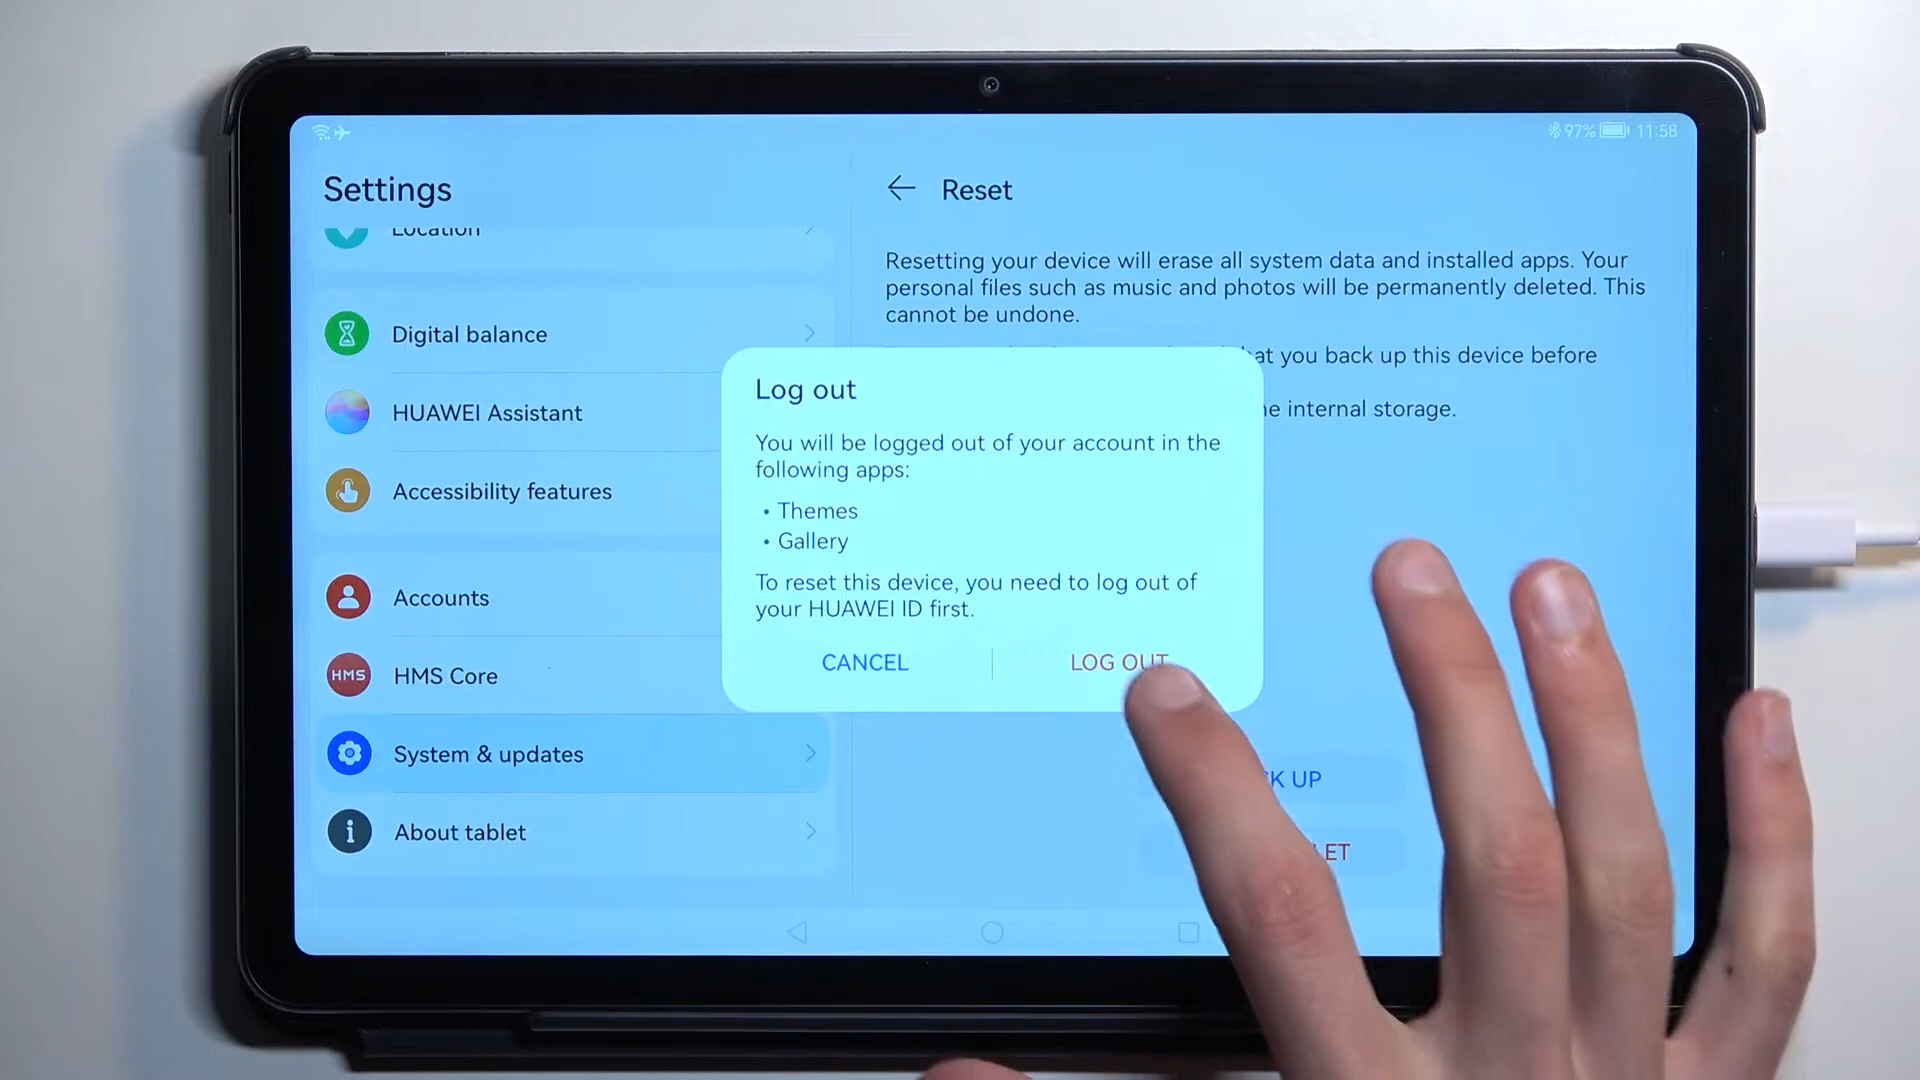 97% 11:58
Settings
Location
Digital balance
HUAWEI Assistant
Accessibility features
Accounts
HMS
HMS Core
System & updates
About tablet
Reset
Resetting your device will erase all system data and installed apps. Your
personal files such as music and photos will be permanently deleted. This
cannot be undone.
you back up this device before
internal storage.
Log out
You will be logged out of your account in the
following apps:
• Themes
• Gallery
To reset this device, you need to log out of
your HUAWEI ID first.
CANCEL
LOG OUT
UP